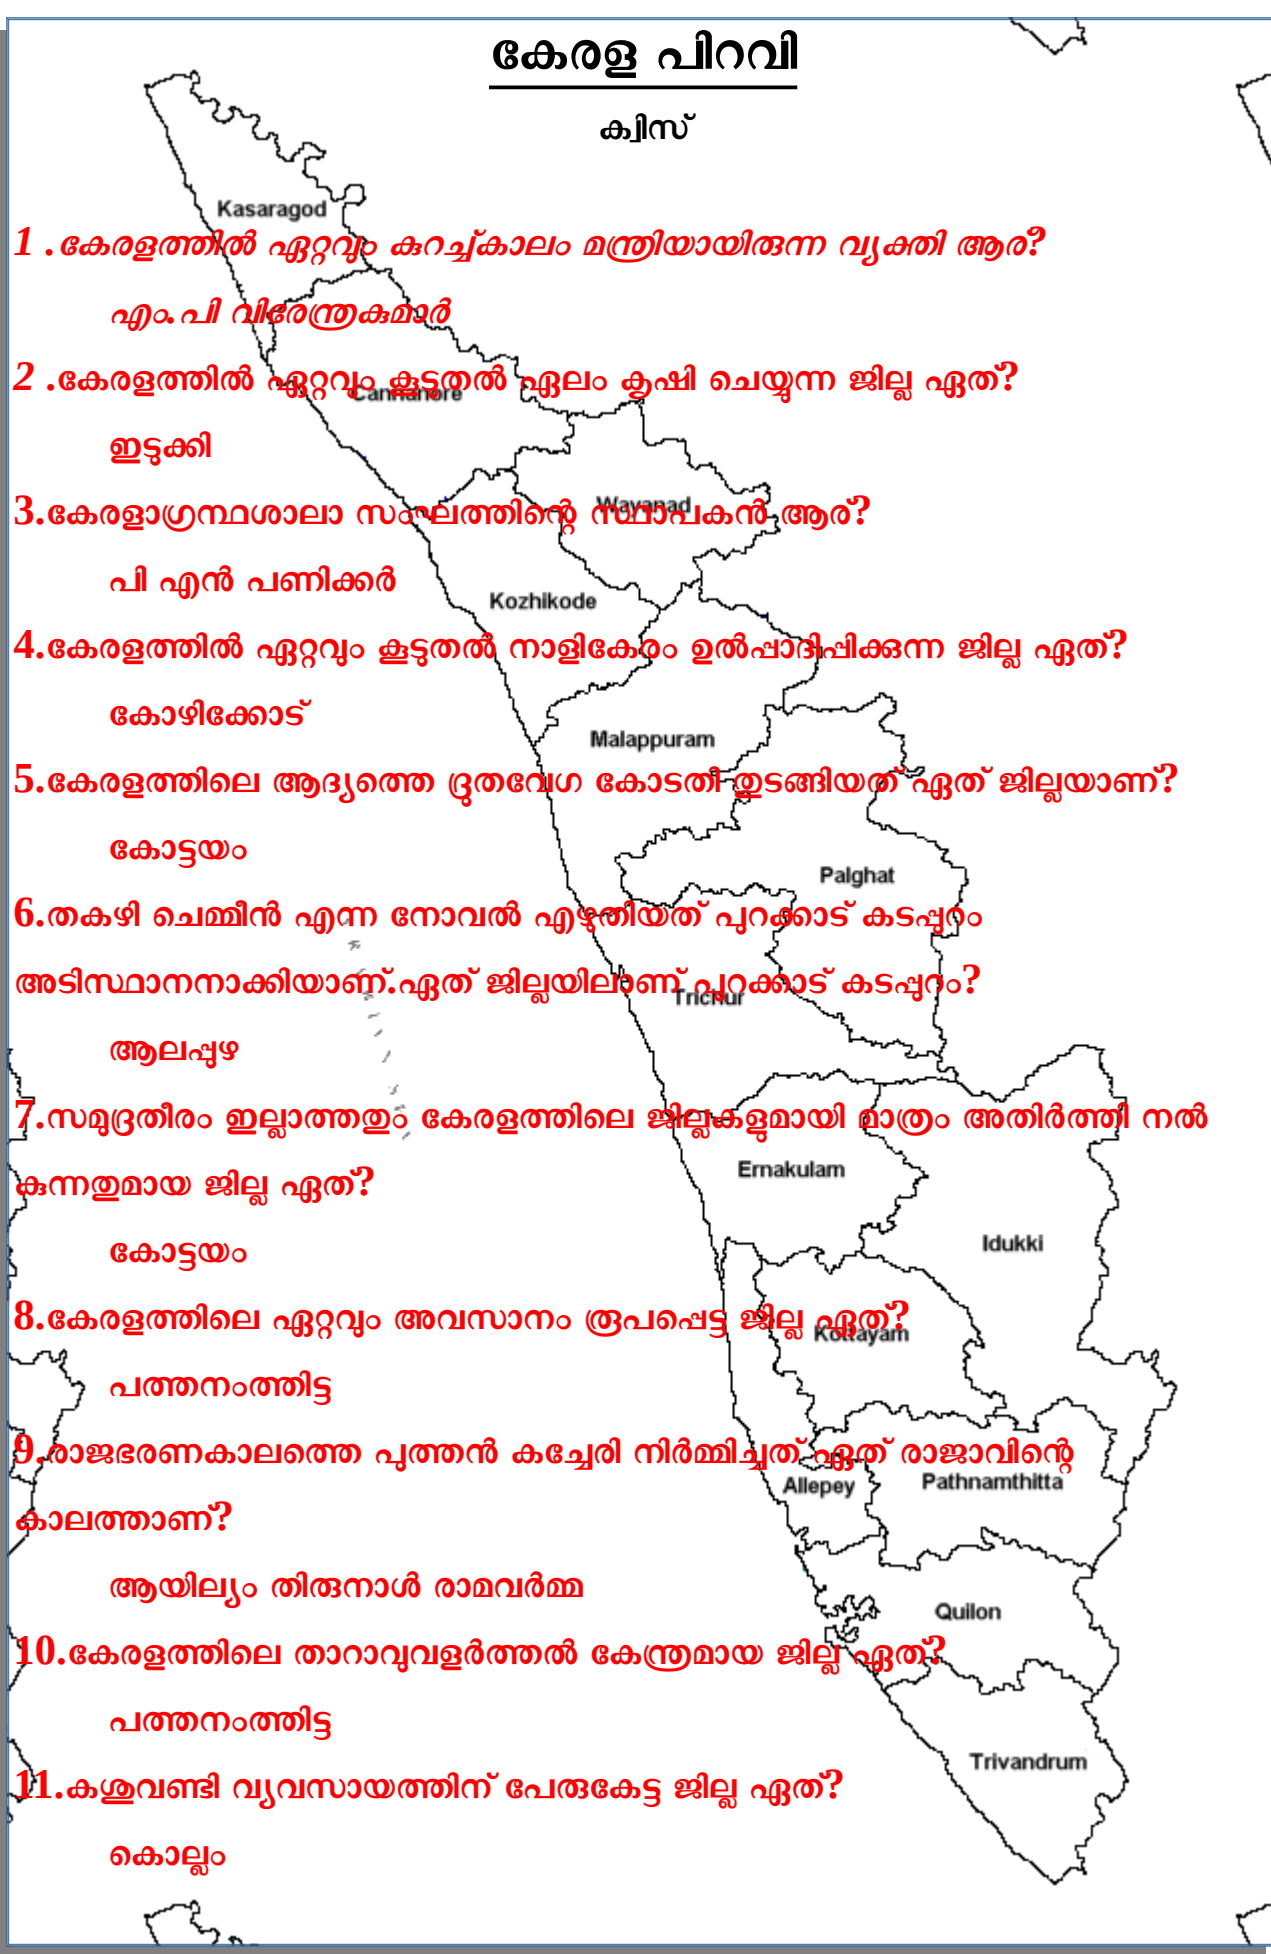 കേരള പിറവി
ക്വിസ്
Kasaragod
1 .കേരളത്തിൽ ഏറ്റവും കുറച്ച്കാലം മന്ത്രിയായിരുന്ന വ്യക്തി ആര?
എം.പി വിരേന്ത്രകുമാർ
2 .കേരളത്തിൽ ഏറ്റവും കൂടുതൽ ഏലം കൃഷി ചെയ്യുന്ന ജില്ല ഏത്?
Cannanore
ഇടുക്കി
Wayanad
3.കേരളാഗ്രന്ഥശാലാ സംഘലത്തിന്റെ സ്ഥാപകൻ ആര്?
പി എൻ പണിക്കർ
Kozhikode
4.കേരളത്തിൽ ഏറ്റവും കൂടുതൽ നാളികേരം ഉൽപ്പാദിപ്പിക്കുന്ന ജില്ല ഏത്?
കോഴിക്കോട്
Malappuram
5.കേരളത്തിലെ ആദ്യത്തെ ദ്രുതവേഗ കോടതി തുടങ്ങിയത് ഏത് ജില്ലയാണ്?
കോട്ടയം
Palghat
6.തകഴി ചെമ്മീൻ എന്ന നോവൽ എഴുതിയത് പുറക്കാട് കടപ്പുറം
അടിസ്ഥാനനാക്കിയാണ്.ഏത് ജില്ലയിലാണ് പുറക്കാട് കടപ്പുറം?
Trichur
ആലപ്പുഴ
7.സമുദ്രതീരം ഇല്ലാത്തതും കേരളത്തിലെ ജില്ലകളുമായി മാത്രം അതിർത്തി നൽ
Ernakulam
കുന്നതുമായ ജില്ല ഏത്?
Idukki
കോട്ടയം
8.കേരളത്തിലെ ഏറ്റവും അവസാനം രൂപപ്പെട്ട ജില്ല ഏത്?
Kottayam
പത്തനംത്തിട്ട
9.രാജഭരണകാലത്തെ പുത്തൻ കച്ചേരി നിർമ്മിച്ചത് ഏത് രാജാവിന്റെ
Allepey
Pathnamthitta
കാലത്താണ്?
ആയില്യം തിരുനാൾ രാമവർമ്മ
Quilon
10.കേരളത്തിലെ താറാവുവളർത്തൽ കേന്ത്രമായ ജില്ല ഏത്?
പത്തനംത്തിട്ട
Trivandrum
11.കശുവണ്ടി വ്യവസായത്തിന് പേരുകേട്ട ജില്ല ഏത്?
കൊല്ലം